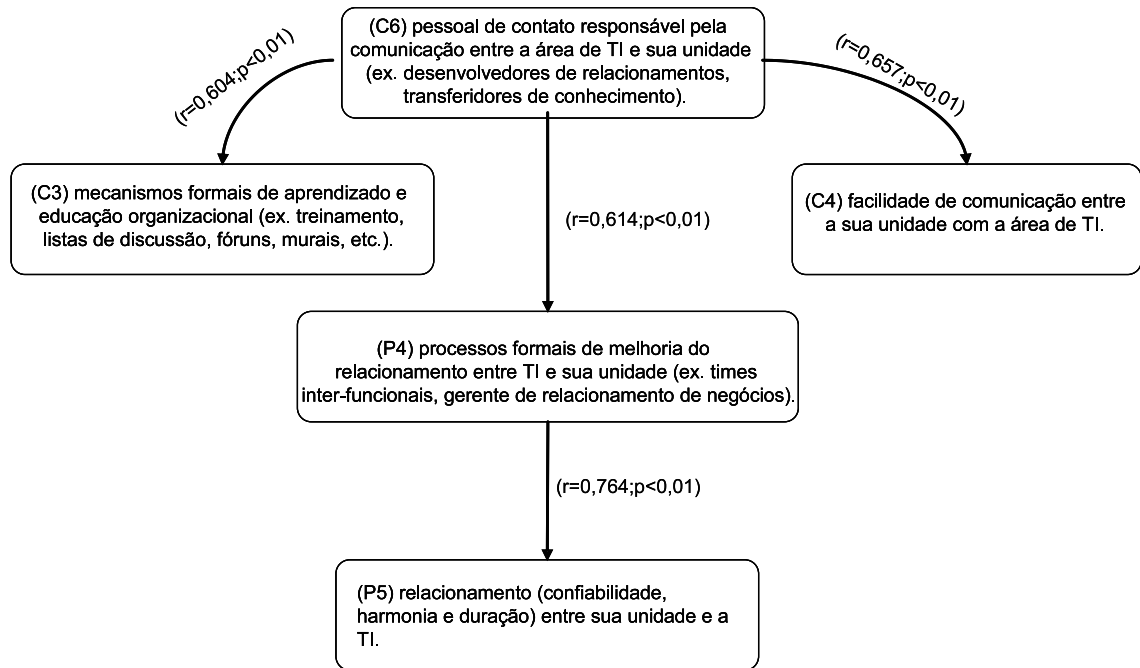 (C6) pessoal de contato responsável pela
comunicação entre a área de TI e sua unidade
(ex. desenvolvedores de relacionamentos,
transferidores de conhecimento).
(r=0,604;p<0,01)
(r=0,657;p<0,01)
(C3) mecanismos formais de aprendizado e
educação organizacional (ex. treinamento,
listas de discussão, fóruns, murais, etc.).
(r=0,614;p<0,01)
(C4) facilidade de comunicação entre
a sua unidade com a área de TI.
(P4) processos formais de melhoria do
relacionamento entre TI e sua unidade (ex. times
inter-funcionais, gerente de relacionamento de negócios).
(r=0,764;p<0,01)
(P5) relacionamento (confiabilidade,
harmonia e duração) entre sua unidade e a
TI.